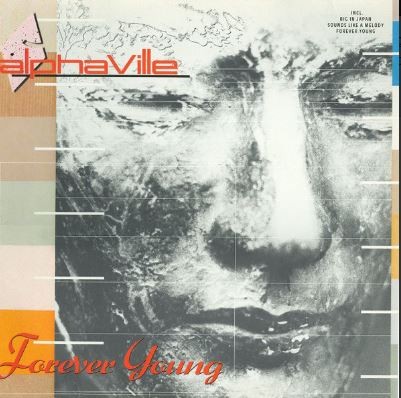 INCL.
BIG IN JAPAN
SOUNDS LIKE A MELODY
FOREVER YOUNG
alphaville
Forever Young